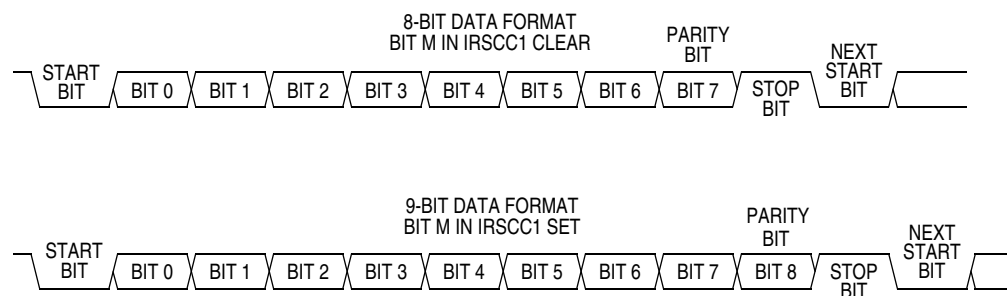 8-BIT DATA FORMAT
BIT M IN IRSCC1 CLEAR
PARITY
BIT
START
BIT
BIT 0
BIT 1
BIT 2
BIT 3
BIT 4
BIT 5
BIT 6
BIT 7
STOP
BIT
NEXT
START
BIT
9-BIT DATA FORMAT
BIT M IN IRSCC1 SET
PARITY
BIT
START
BIT
BIT 0
BIT 1
BIT 2
BIT 3
BIT 4
BIT 5
BIT 6
BIT 7
BIT 8
STOP
BIT
NEXT
START
BIT